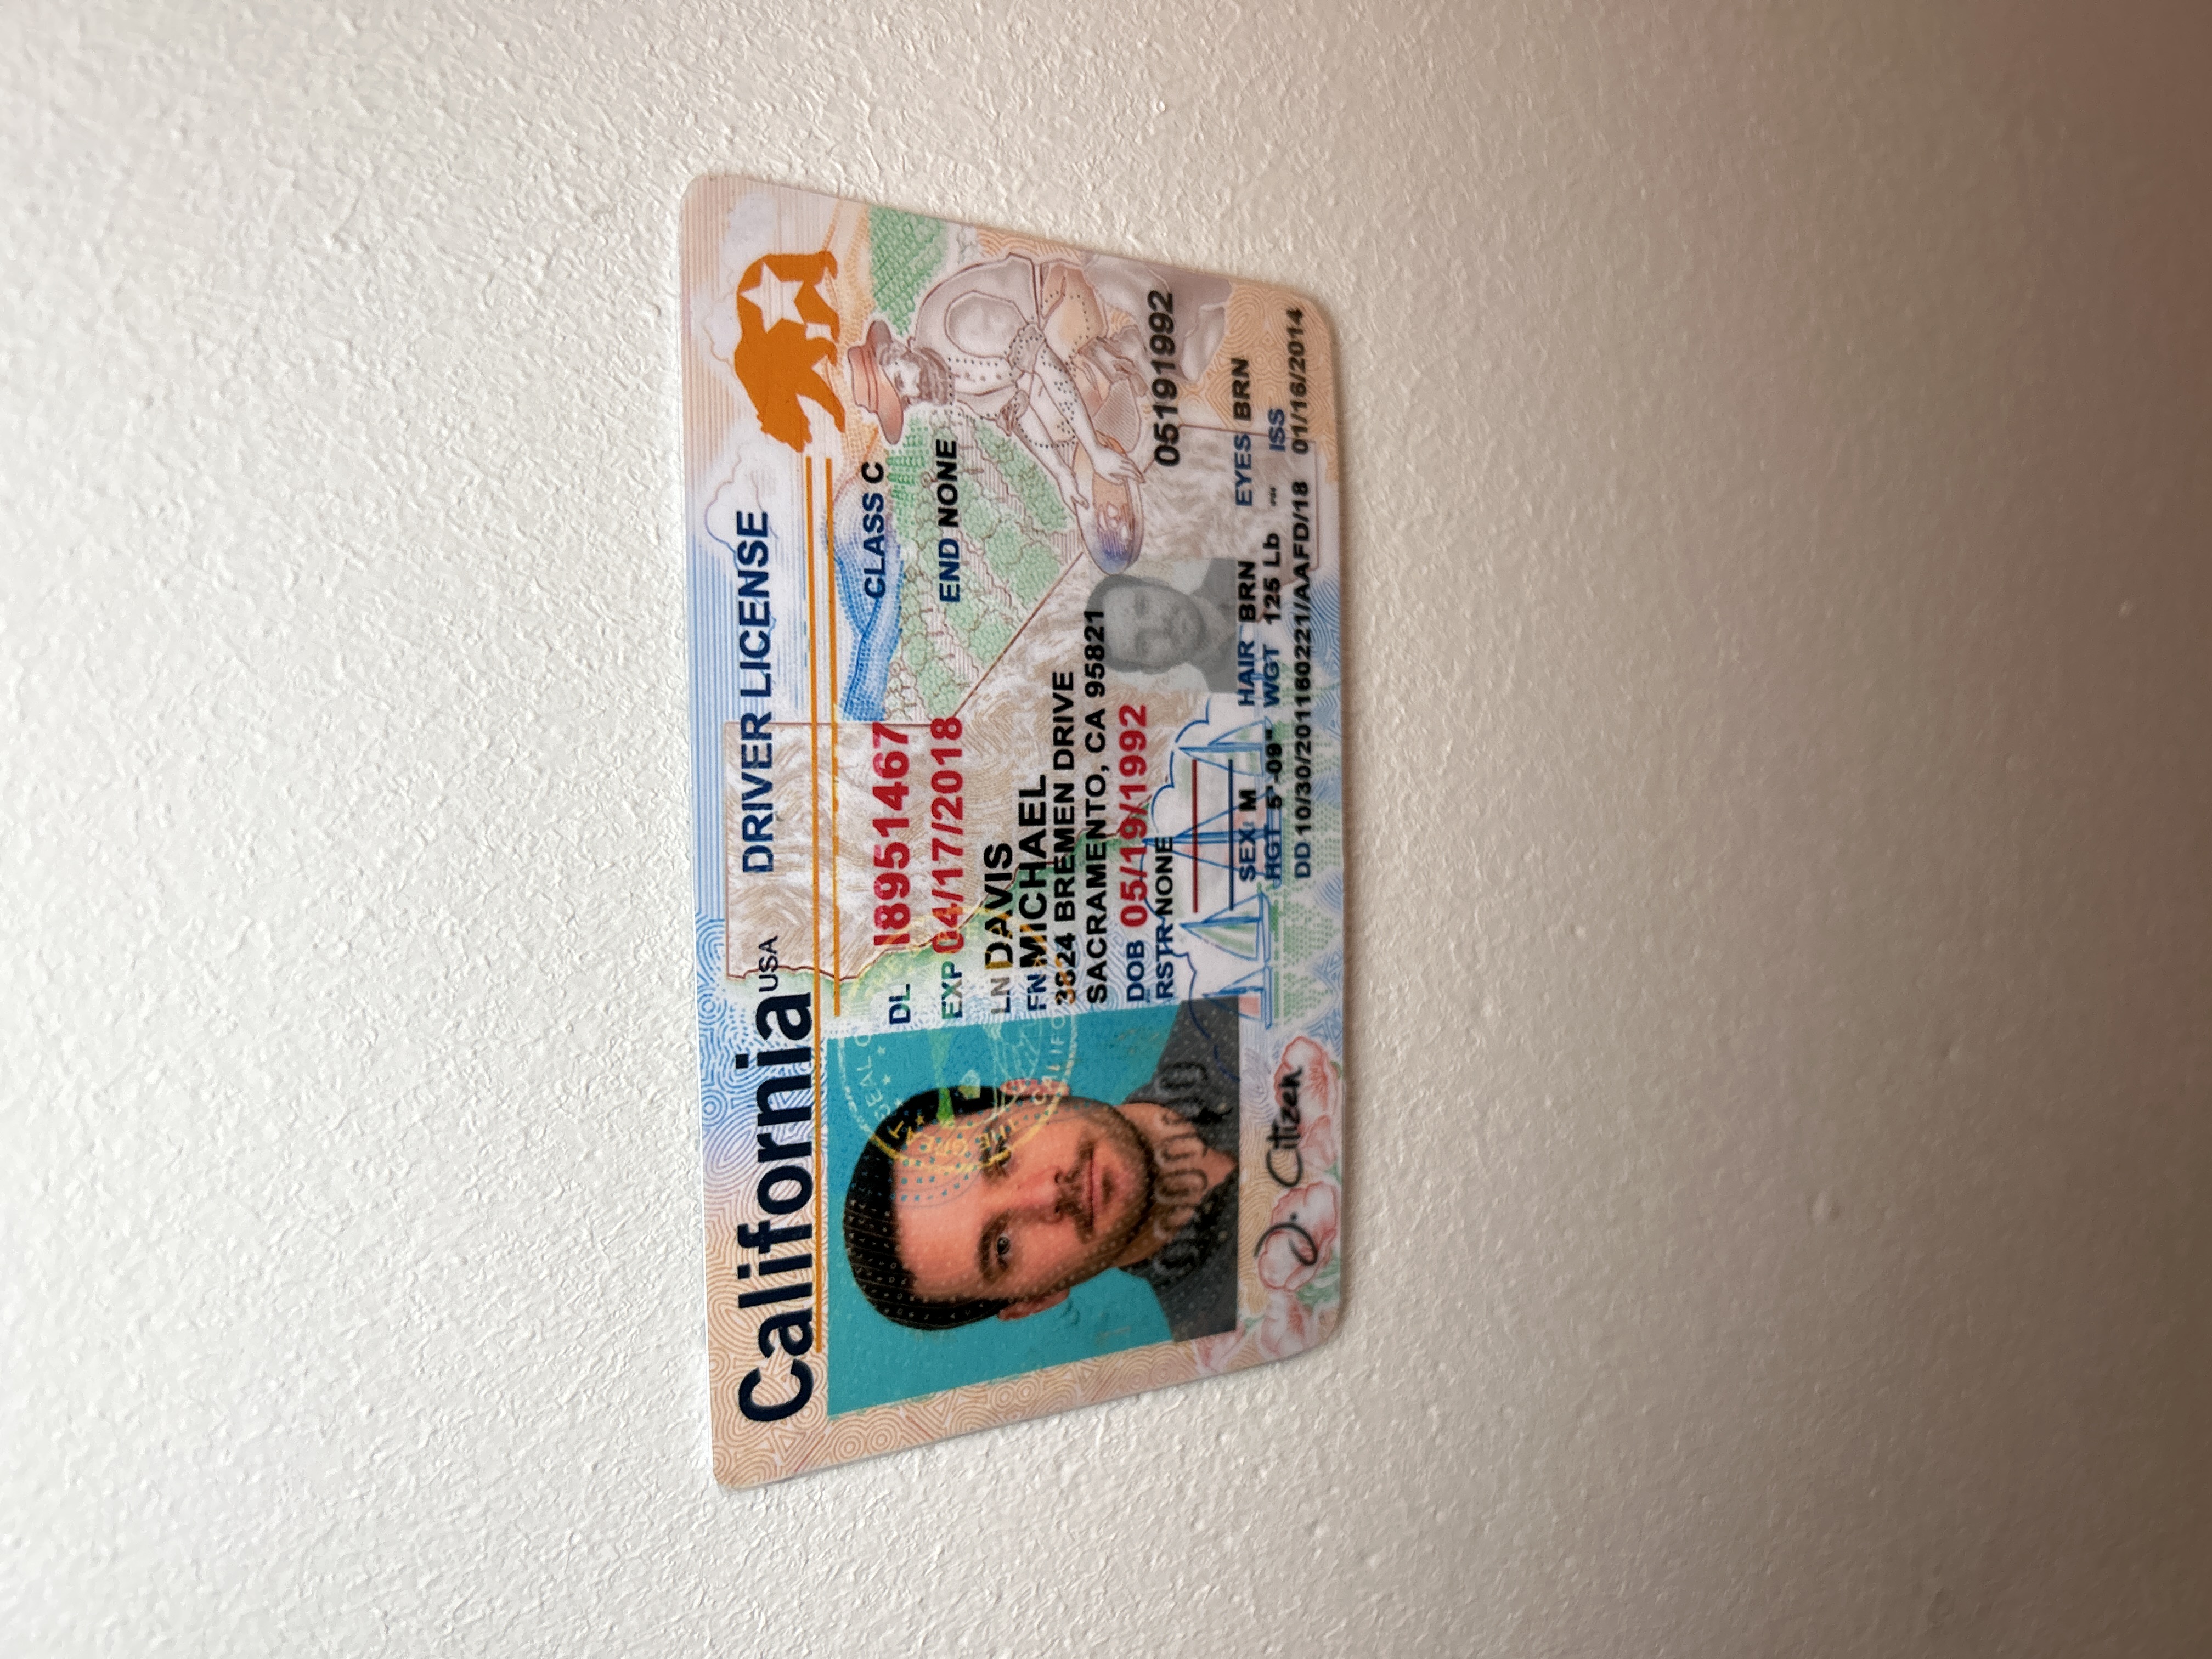 California USA DRIVER LICENSE
DL I8951467 CLASS C
EXP 04/17/2018 END NONE
LN DAVIS
FN MICHAEL
3824 BREMEN DRIVE
SACRAMENTO, CA 95821
DOB 05/19/1992
RSTR NONE 05191992
SEX M HAIR BRN EYES BRN
HGT 5'-09" WGT 125 Lb ISS
DD 10/30/201160221/AAFD/18 01/16/2014
J. Citizen